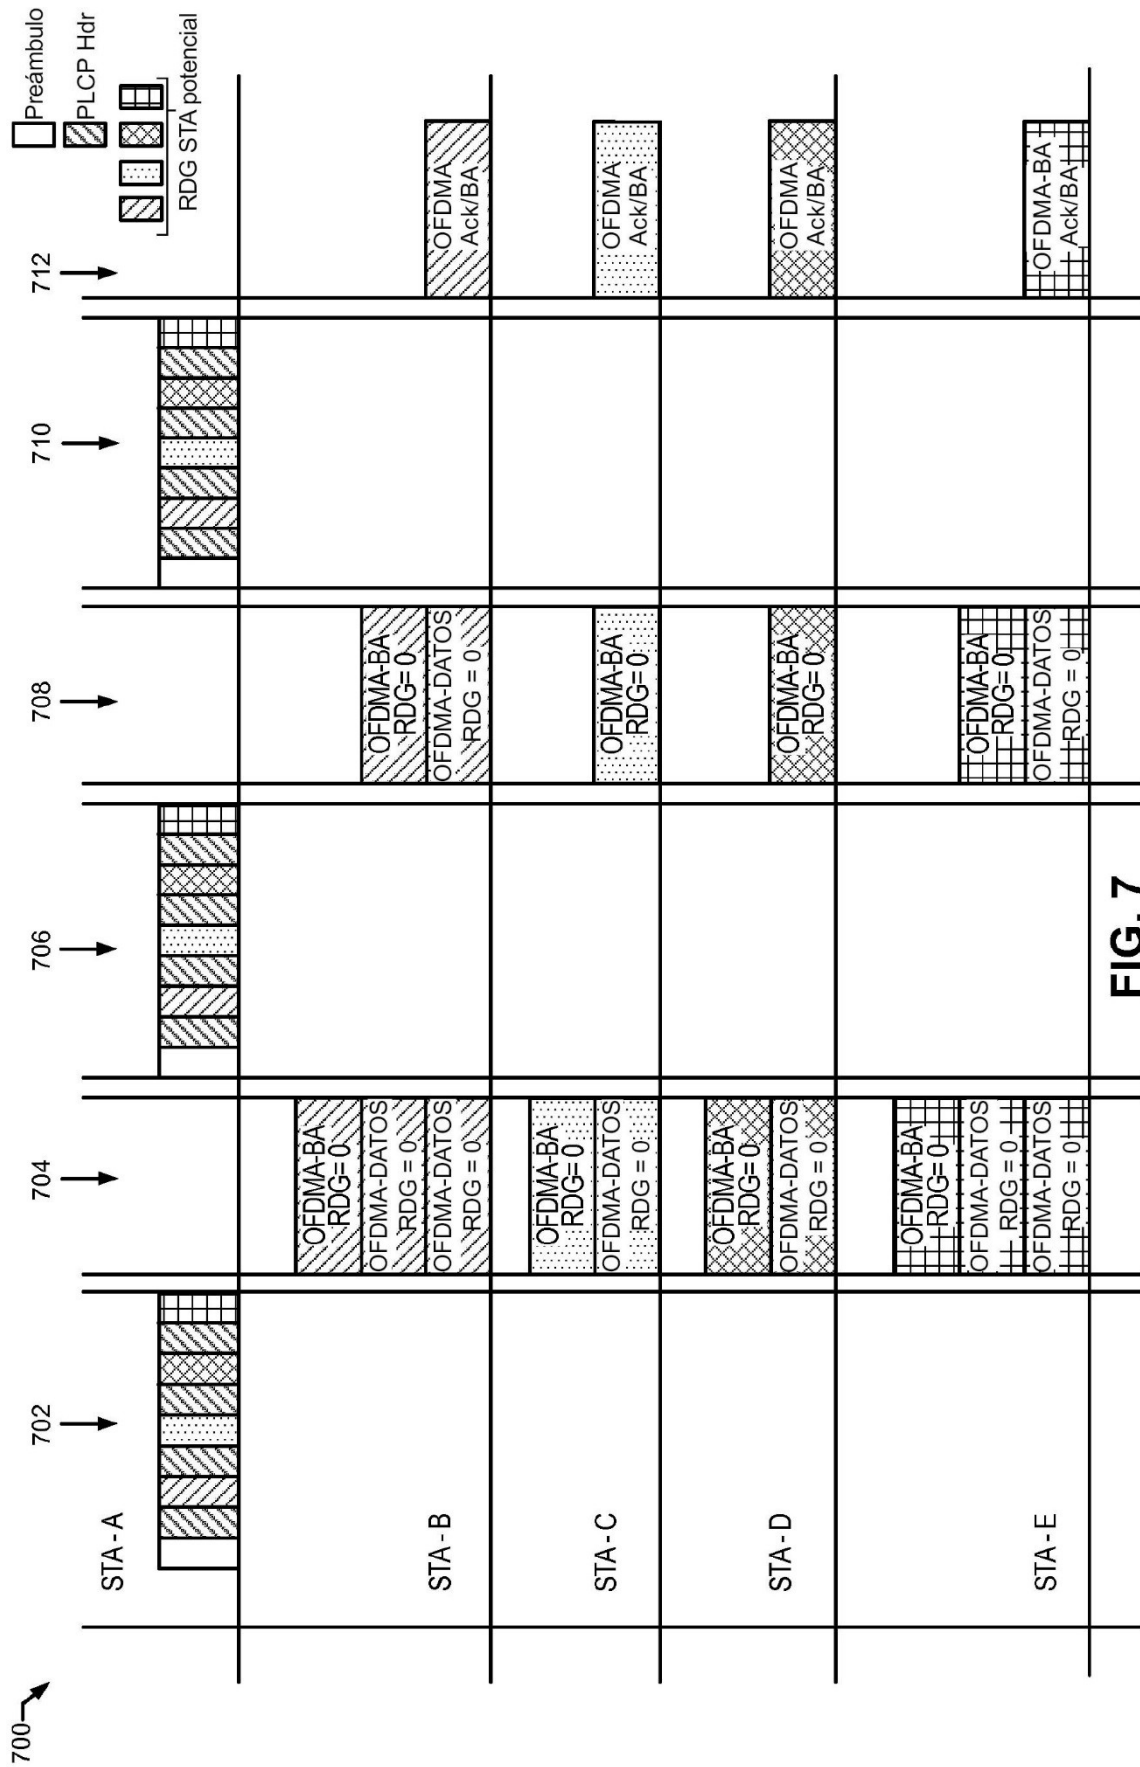 700
702
704
706
708
710
712
Preámbulo
PLCP Hdr
RDG STA potencial
STA - A
STA - B
OFDMA-BA
RDG= 0
OFDMA-DATOS
RDG = 0
OFDMA-DATOS
RDG = 0
OFDMA-BA
RDG= 0
OFDMA-DATOS
RDG = 0
OFDMA
Ack/BA
STA - C
OFDMA-BA
RDG= 0
OFDMA-DATOS
RDG = 0
OFDMA-BA
RDG= 0
OFDMA
Ack/BA
STA - D
OFDMA-BA
RDG= 0
OFDMA-DATOS
RDG = 0
OFDMA-BA
RDG= 0
OFDMA
Ack/BA
STA - E
OFDMA-BA
RDG= 0
OFDMA-DATOS
RDG = 0
OFDMA-DATOS
RDG = 0
OFDMA-BA
RDG= 0
OFDMA-DATOS
RDG = 0
OFDMA-BA
Ack/BA
FIG. 7